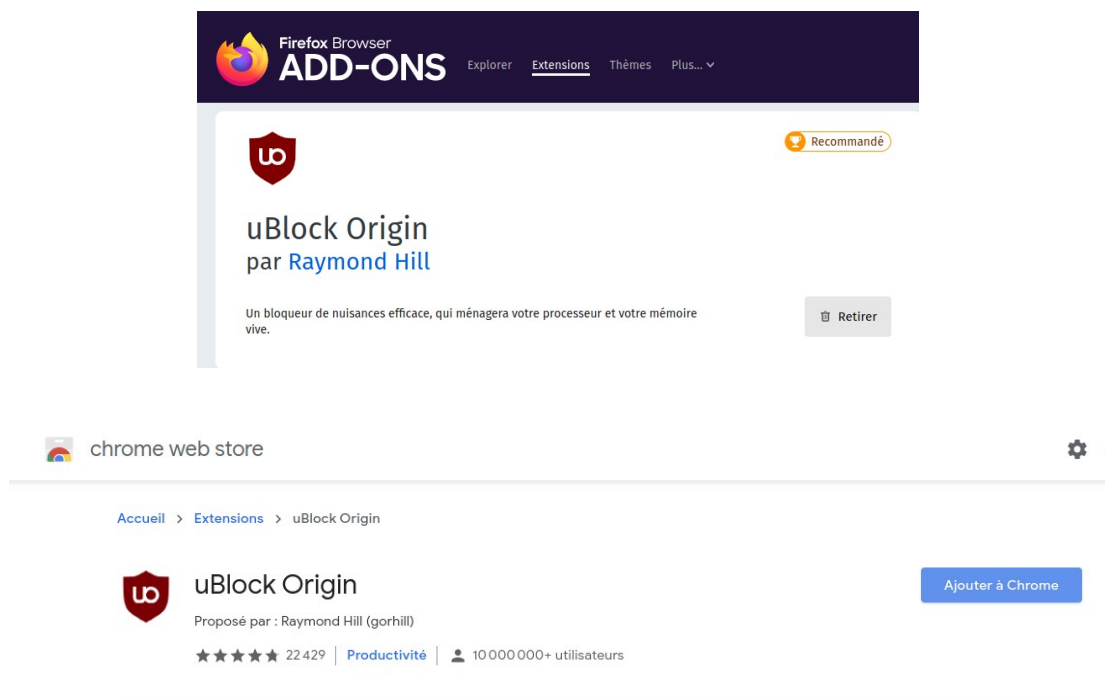 Firefox Browser
ADD-ONS Explorer Extensions Thèmes Plus...
Recommandé
uBlock Origin
par Raymond Hill
Un bloqueur de nuisances efficace, qui ménagera votre processeur et votre mémoire
vive.
Retirer
chrome web store
Accueil > Extensions > uBlock Origin
uBlock Origin
Ajouter à Chrome
Proposé par : Raymond Hill (gorhill)
22 429 | Productivité | 10 000 000+ utilisateurs